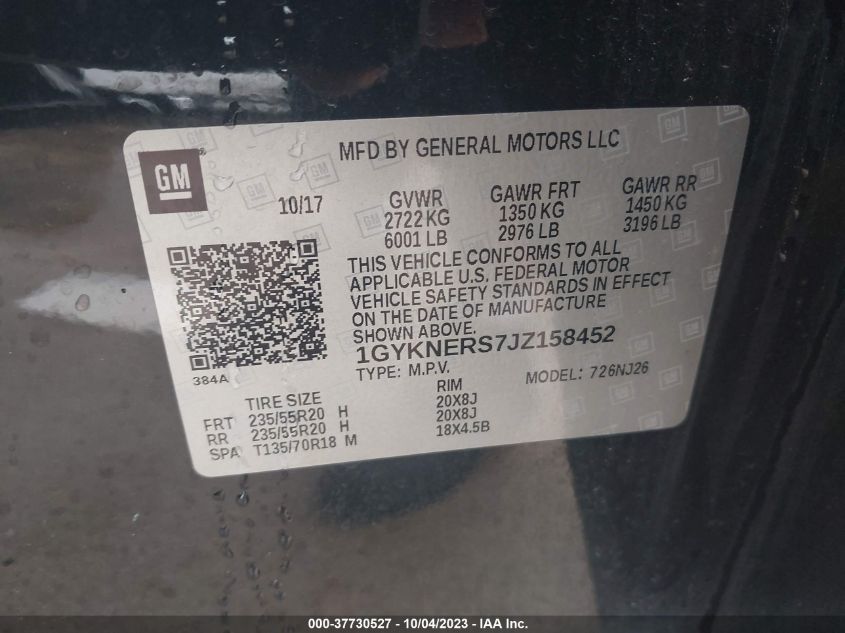 MFD BY GENERAL MOTORS LLC
GM
10/17
GVWR GAWR FRT GAWR RR
2722 KG 1350 KG 1450 KG
6001 LB 2976 LB 3196 LB
THIS VEHICLE CONFORMS TO ALL
APPLICABLE U.S. FEDERAL MOTOR
VEHICLE SAFETY STANDARDS IN EFFECT
ON THE DATE OF MANUFACTURE
SHOWN ABOVE.
1GYKNERS7JZ158452
384A
TYPE: M.P.V. MODEL: 726NJ26
TIRE SIZE RIM
FRT 235/55R20 H 20X8J
RR 235/55R20 H 20X8J
SPA T135/70R18 M 18X4.5B
000-37730527 - 10/04/2023 - IAA Inc.